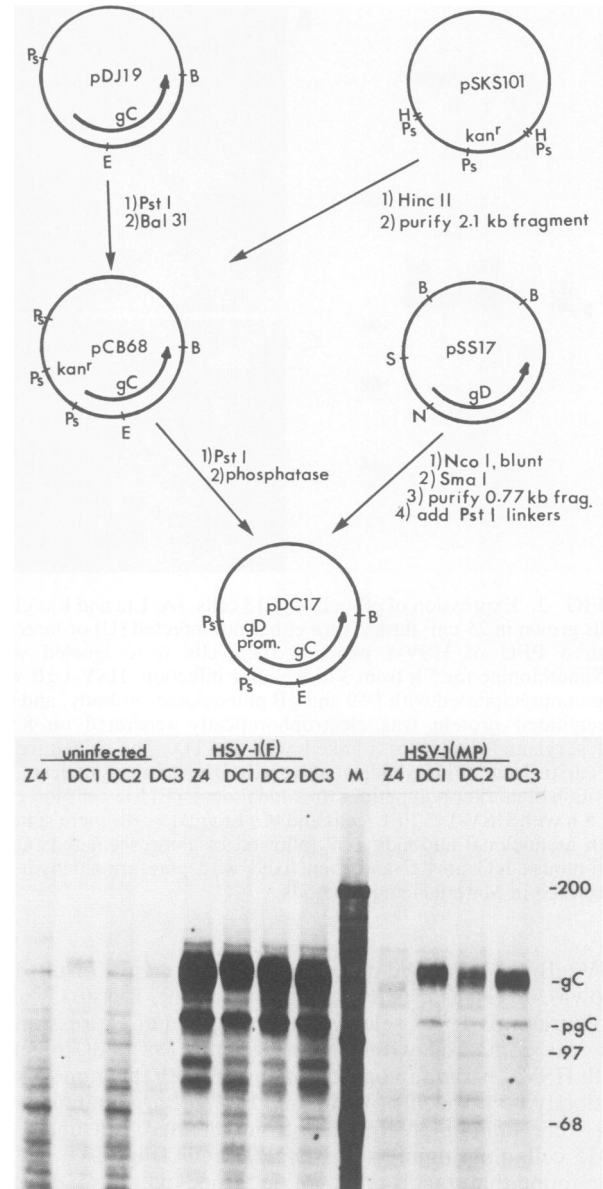 pDJ19
Ps
B
gC
E
pSKS101
H
Ps
kanʳ
Ps
H
Ps
1)Pst I
2)Bal 31
1) Hinc II
2) purify 2.1 kb fragment
pCB68
Ps
kanʳ
Ps
gC
Ps
E
B
B
B
pSS17
S
gD
N
1)Pst I
2)phosphatase
1)Nco I, blunt
2) Sma I
3) purify 0.77 kb frag.
4) add Pst I linkers
pDC17
Ps
gD
prom.
gC
B
Ps
E
uninfected HSV-1(F) HSV-1(MP)
Z4 DC1 DC2 DC3 Z4 DC1 DC2 DC3 M Z4 DC1 DC2 DC3
-200
-gC
-pgC
-97
-68